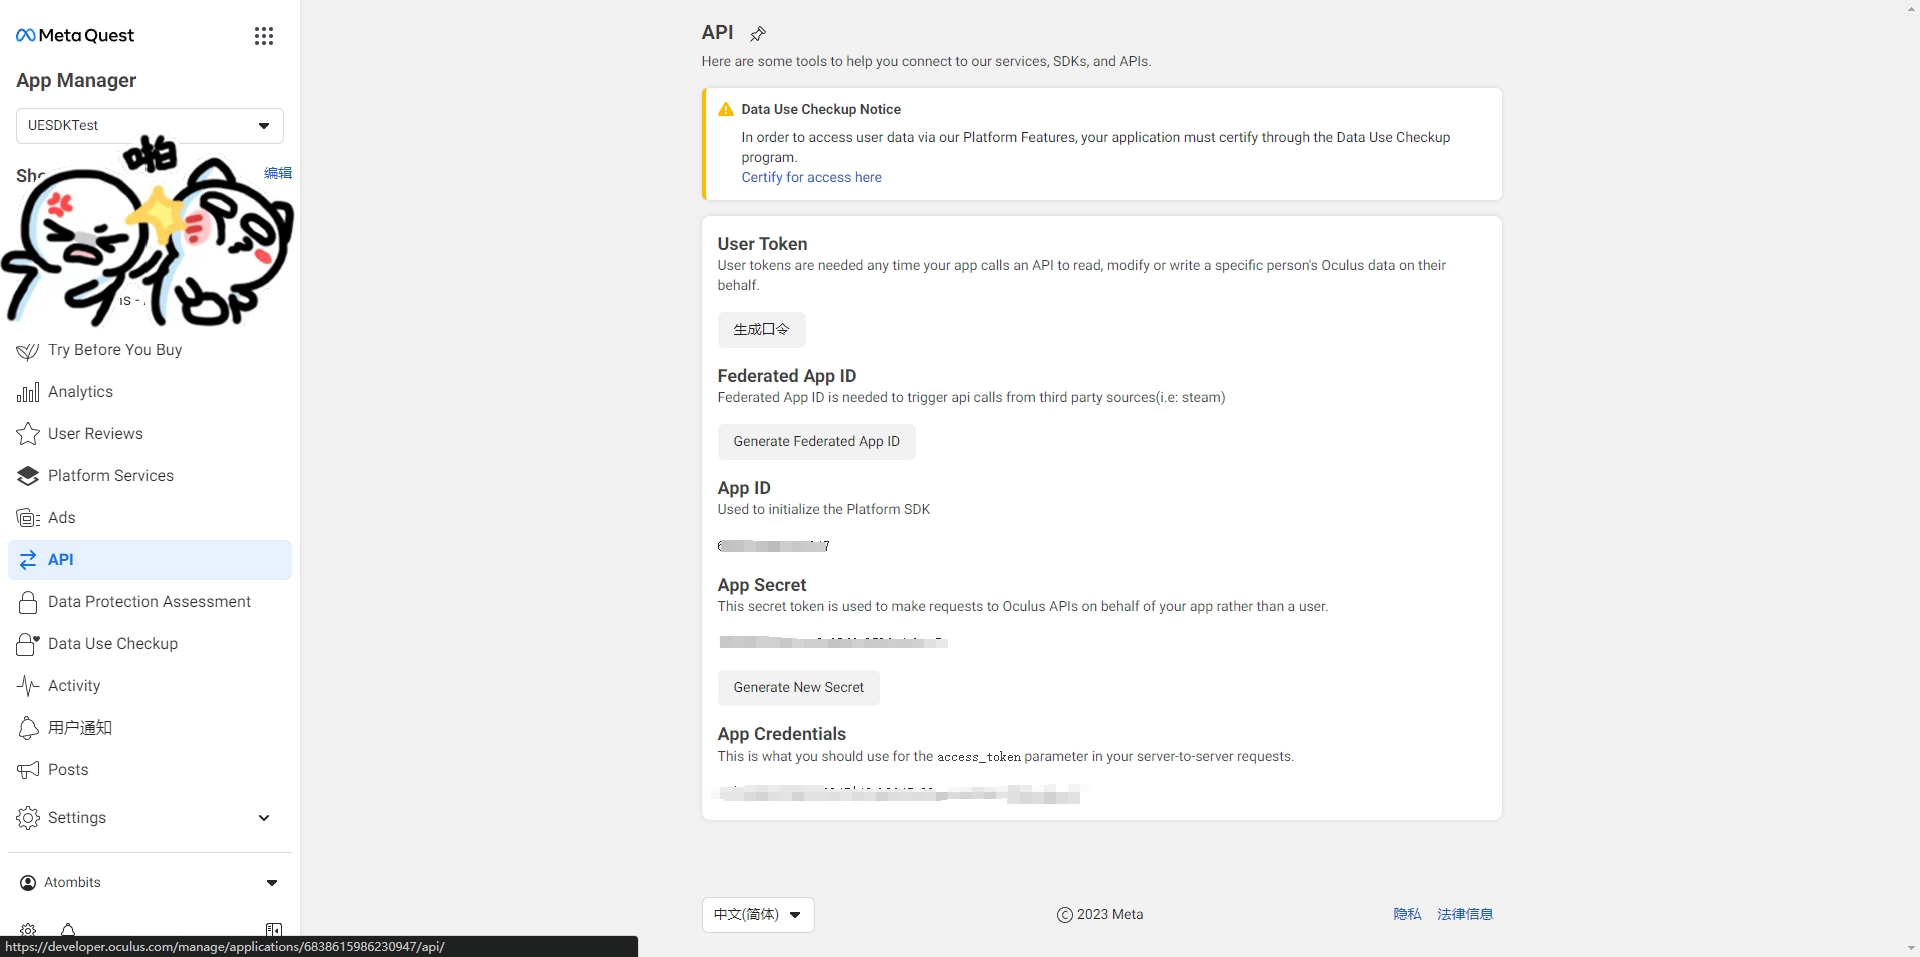 Meta Quest
App Manager
UESDKTest
啪
编辑
Try Before You Buy
Analytics
User Reviews
Platform Services
Ads
API
Data Protection Assessment
Data Use Checkup
Activity
用户通知
Posts
Settings
Atombits
https://developer.oculus.com/manage/applications/6838615986230947/api/
API
Here are some tools to help you connect to our services, SDKs, and APIs.
Data Use Checkup Notice
In order to access user data via our Platform Features, your application must certify through the Data Use Checkup
program.
Certify for access here
User Token
User tokens are needed any time your app calls an API to read, modify or write a specific person's Oculus data on their
behalf.
生成口令
Federated App ID
Federated App ID is needed to trigger api calls from third party sources(i.e: steam)
Generate Federated App ID
App ID
Used to initialize the Platform SDK
App Secret
This secret token is used to make requests to Oculus APIs on behalf of your app rather than a user.
Generate New Secret
App Credentials
This is what you should use for the access_token parameter in your server-to-server requests.
中文(简体)
© 2023 Meta
隐私 法律信息